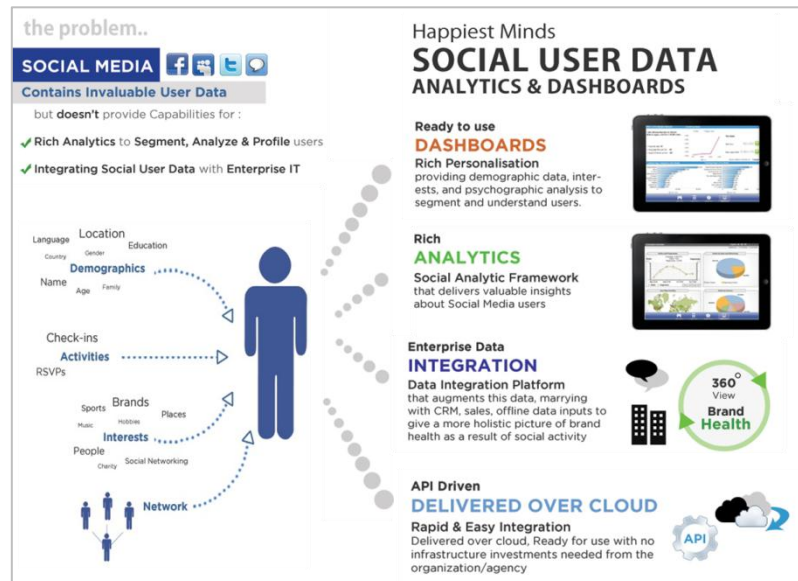 the problem..
SOCIAL MEDIA
Contains Invaluable User Data
but doesn't provide Capabilities for :
Rich Analytics to Segment, Analyze & Profile users
Integrating Social User Data with Enterprise IT
Location
Language
Education
Gender
Country
Demographics
Name
Family
Age
Check-ins
Activities
RSVPs
Brands
Sports
Places
Hobbies
Music
Interests
People
Social Networking
Charity
Network
Happiest Minds
SOCIAL USER DATA
ANALYTICS & DASHBOARDS
Ready to use
DASHBOARDS
Rich Personalisation
providing demographic data, inter-
ests, and psychographic analysis to
segment and understand users.
Rich
ANALYTICS
Social Analytic Framework
that delivers valuable insights
about Social Media users
Enterprise Data
INTEGRATION
Data Integration Platform
that augments this data, marrying
with CRM, sales, offline data inputs to
give a more holistic picture of brand
health as a result of social activity
360°
View
Brand
Health
API Driven
DELIVERED OVER CLOUD
Rapid & Easy Integration
Delivered over cloud, Ready for use with no
infrastructure investments needed from the
organization/agency
API